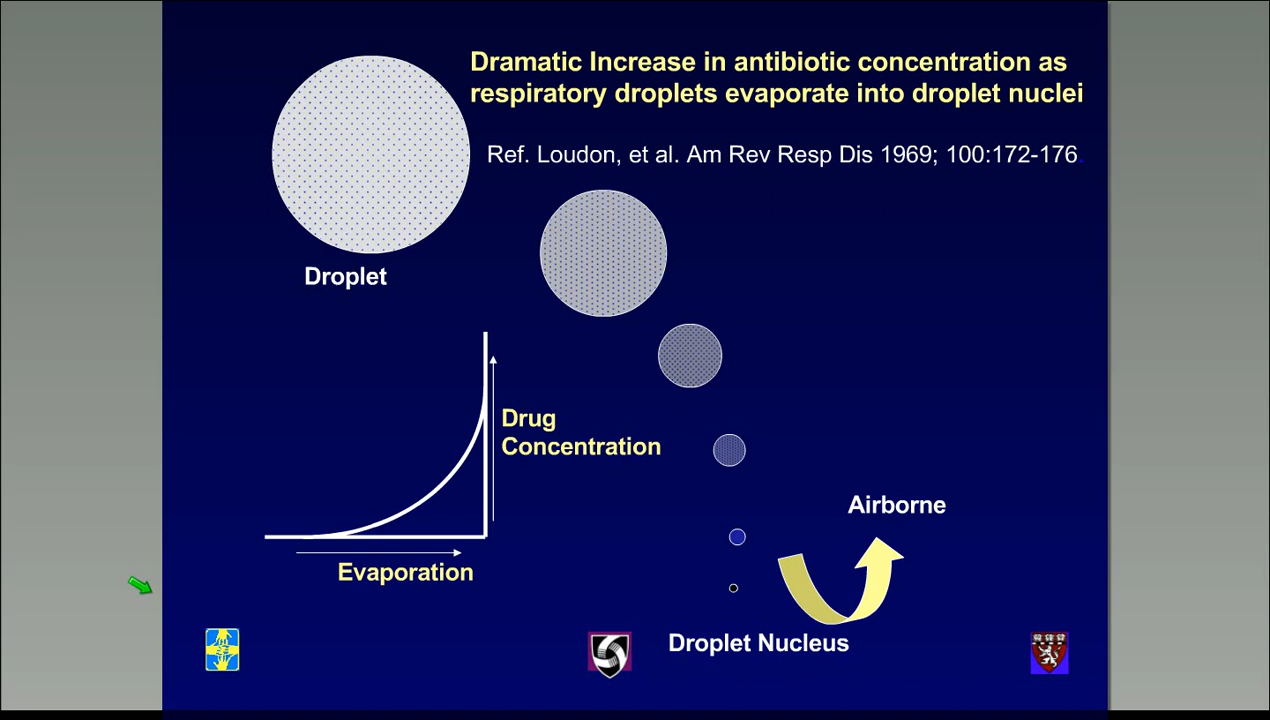 Dramatic Increase in antibiotic concentration as
respiratory droplets evaporate into droplet nuclei
Ref. Loudon, et al. Am Rev Resp Dis 1969; 100:172-176.
Droplet
Drug
Concentration
Evaporation
Airborne
Droplet Nucleus